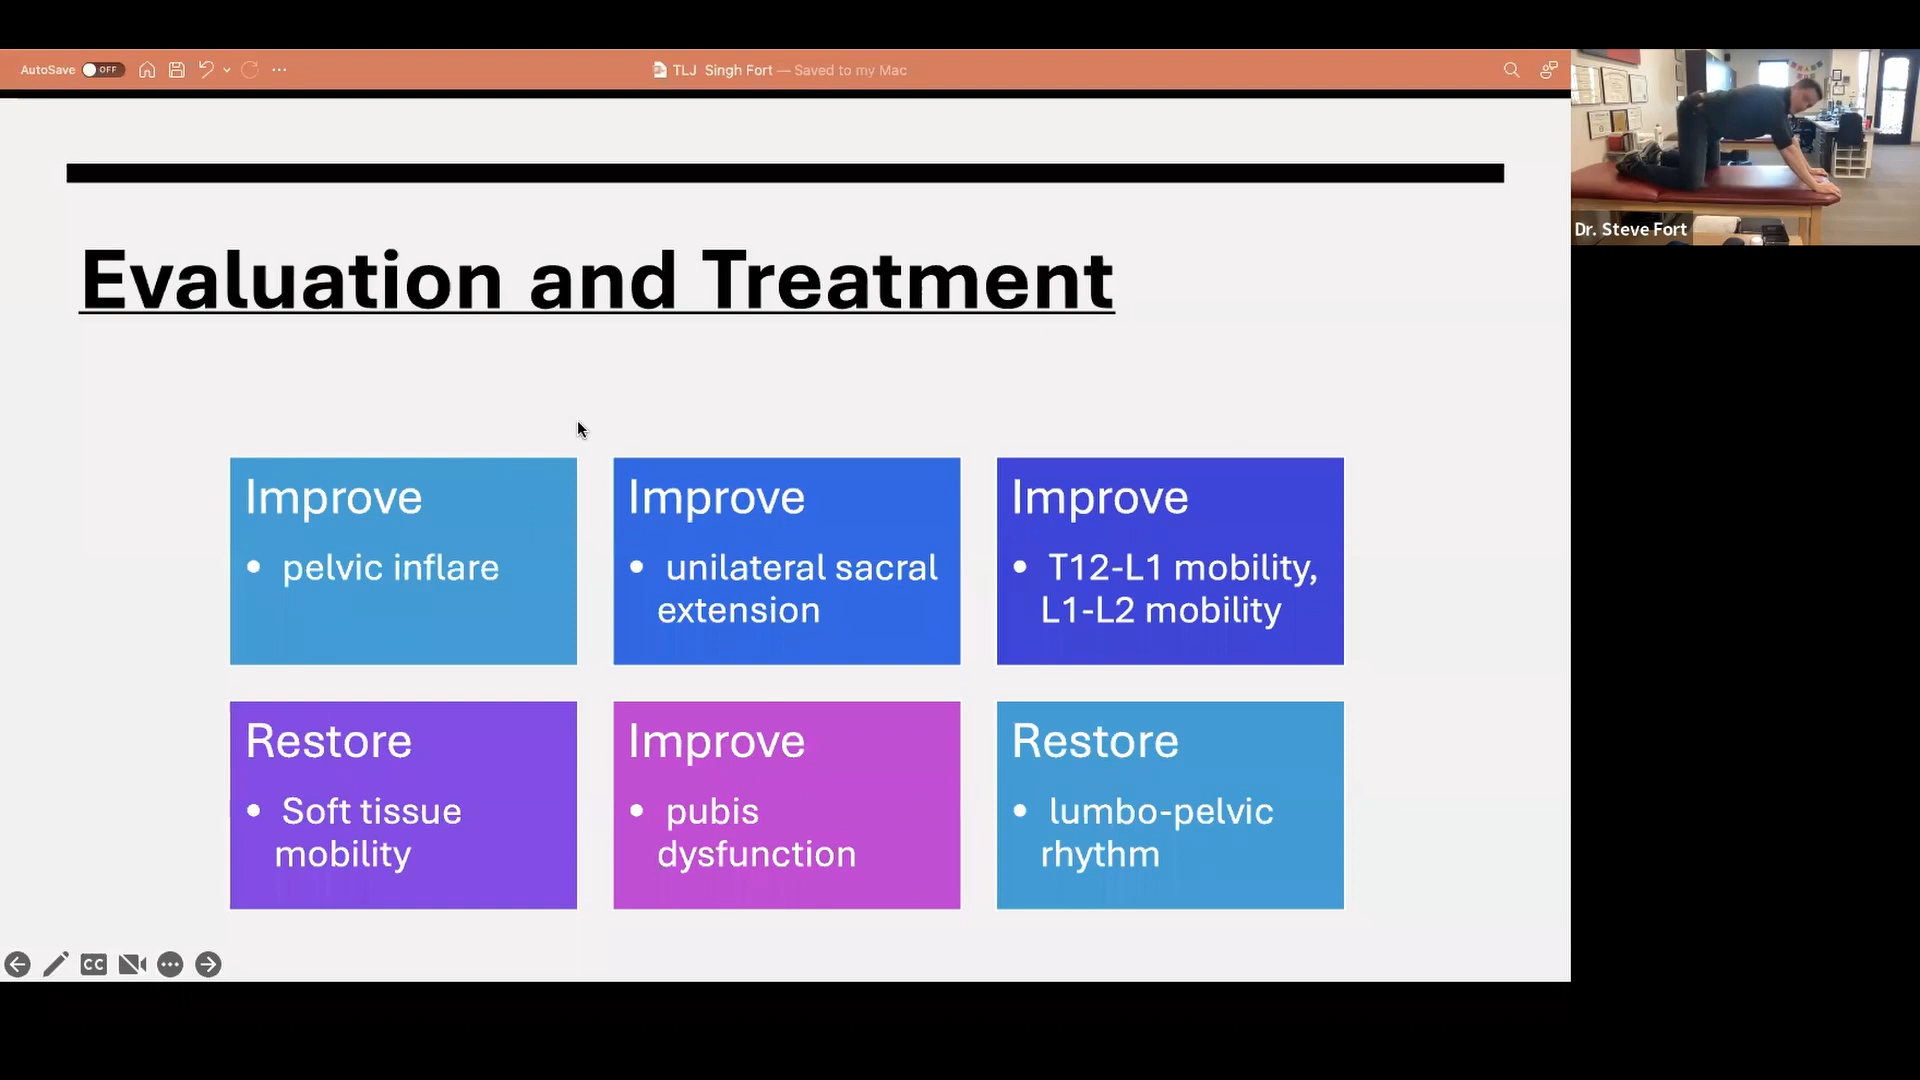 AutoSave OFF
TLJ Singh Fort — Saved to my Mac
Dr. Steve Fort
Evaluation and Treatment
Improve
• pelvic inflare
Improve
• unilateral sacral
extension
Improve
• T12-L1 mobility,
L1-L2 mobility
Restore
• Soft tissue
mobility
Improve
• pubis
dysfunction
Restore
• lumbo-pelvic
rhythm
CC